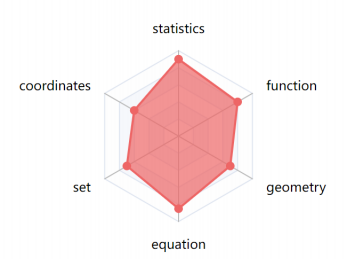 statistics
coordinates
function
set
geometry
equation